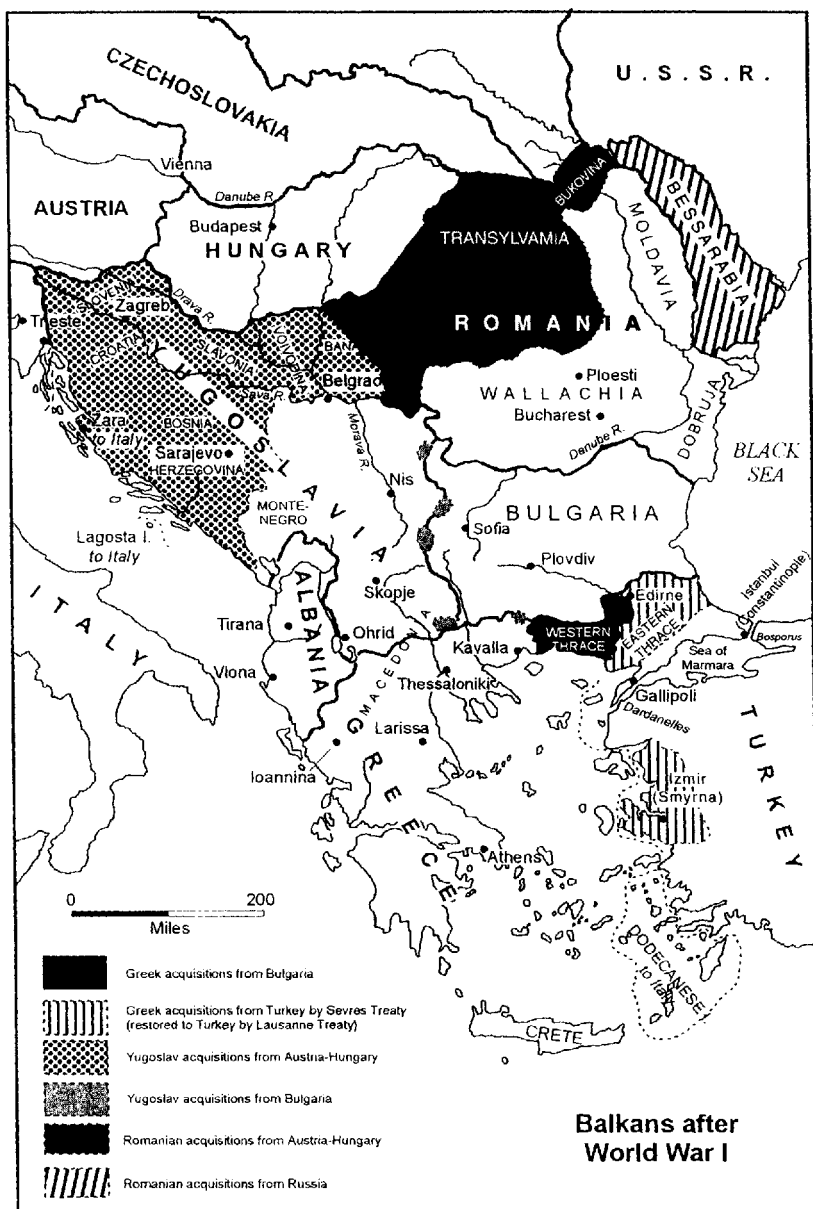 CZECHOSLOVAKIA
U.S.S.R.
Vienna
AUSTRIA
Danube R.
Budapest
HUNGARY
BUKOVINA
BESSARABIA
MOLDAVIA
TRANSYLVAMIA
ROMANIA
SLOVENIA
Zagreb
Drava R.
Trieste
CROATIA
SLAVONIA
VOJVODINA
BANAT
Belgrad
Sava R.
YRGOSLAVIA
Zara
to Italy
BOSNIA
Sarajevo
HERZEGOVINA
Morava R.
Ploesti
WALLACHIA
Bucharest
Danube R.
DOBRUJA
BLACK
SEA
Nis
MONTE-
NEGRO
Lagosta I.
to Italy
BULGARIA
Sofia
Plovdiv
ITALY
Skopje
ALBANIA
Tirana
Ohrid
Vlona
MACEDONIA
Kavalla
WESTERN
THRACE
Edirne
EASTERN
THRACE
Istanbul
(Constantinople)
Bosporus
Sea of
Marmara
Gallipoli
Dardanelles
Thessaloniki
Larissa
Ioannina
GREECE
Izmir
(Smyrna)
TURKEY
Athens
DODECANESE
to Italy
CRETE
0 200
Miles
Greek acquisitions from Bulgaria
Greek acquisitions from Turkey by Sevres Treaty
(restored to Turkey by Lausanne Treaty)
Yugoslav acquisitions from Austria-Hungary
Yugoslav acquisitions from Bulgaria
Romanian acquisitions from Austria-Hungary
Romanian acquisitions from Russia
Balkans after
World War I